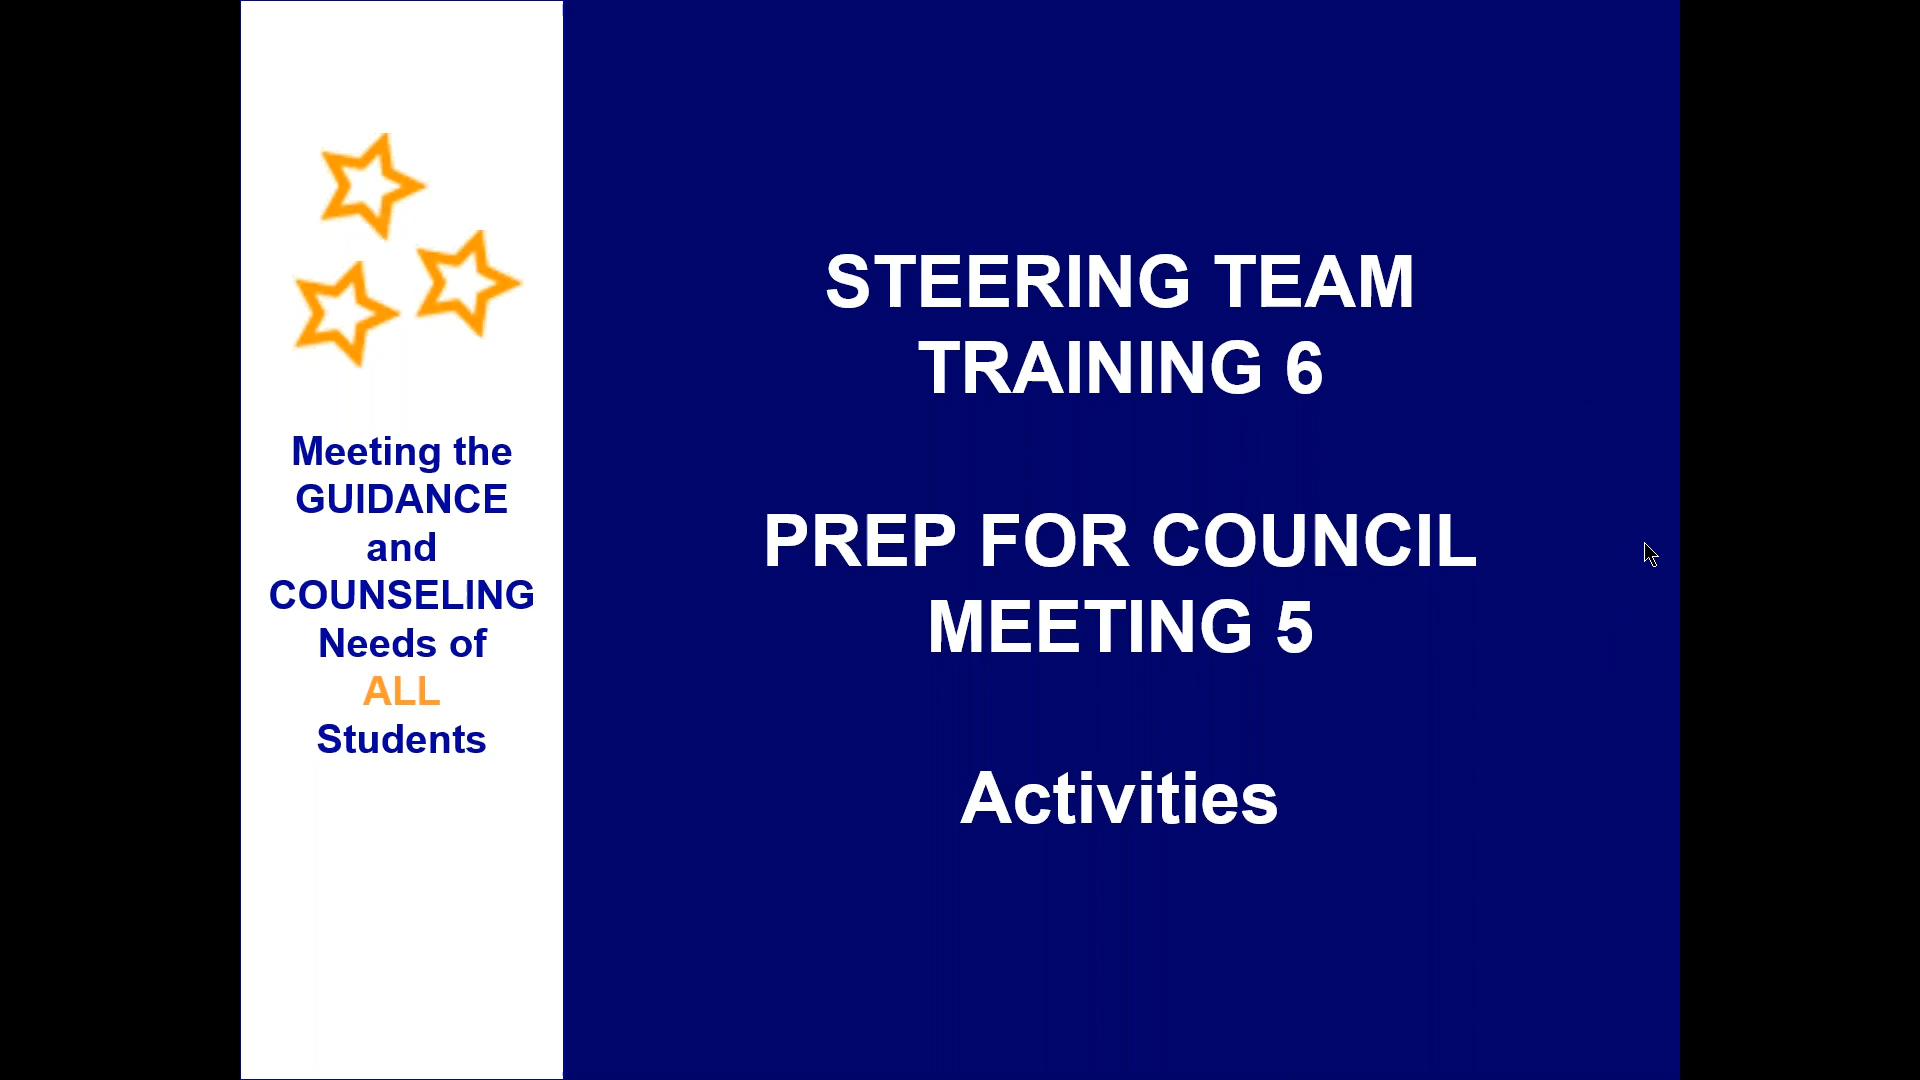 Meeting the
GUIDANCE
and
COUNSELING
Needs of
ALL
Students
STEERING TEAM
TRAINING 6
PREP FOR COUNCIL
MEETING 5
Activities